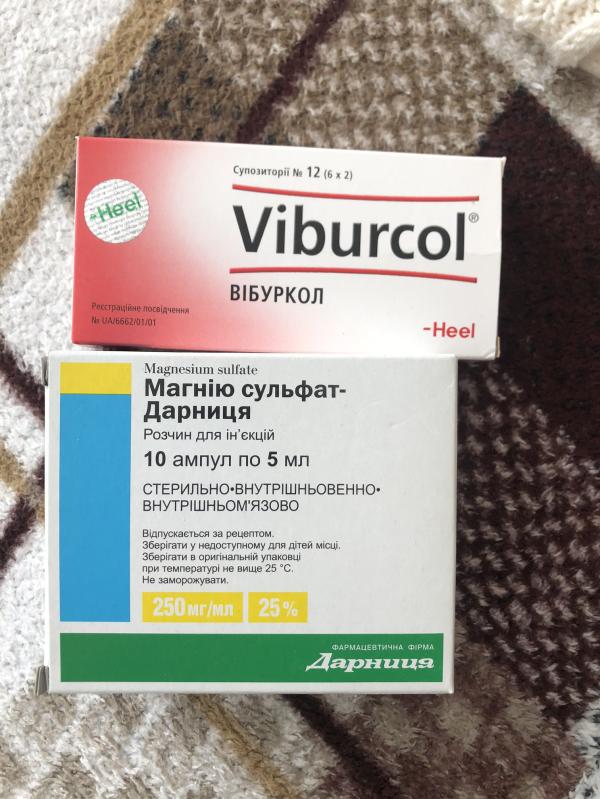 Супозиторії № 12 (6 x 2)
-Heel
Viburcol®
ВІБУРКОЛ
Реєстраційне посвідчення
№ UA/6662/01/01
-Heel
Magnesium sulfate
Магнію сульфат-
Дарниця
Розчин для ін'єкцій
10 ампул по 5 мл
СТЕРИЛЬНО•ВНУТРІШНЬОВЕННО•
ВНУТРІШНЬОМ'ЯЗОВО
Відпускається за рецептом.
Зберігати у недоступному для дітей місці.
Зберігати в оригінальній упаковці
при температурі не вище 25 °С.
Не заморожувати.
250 мг/мл 25%
ФАРМАЦЕВТИЧНА ФІРМА
Дарниця